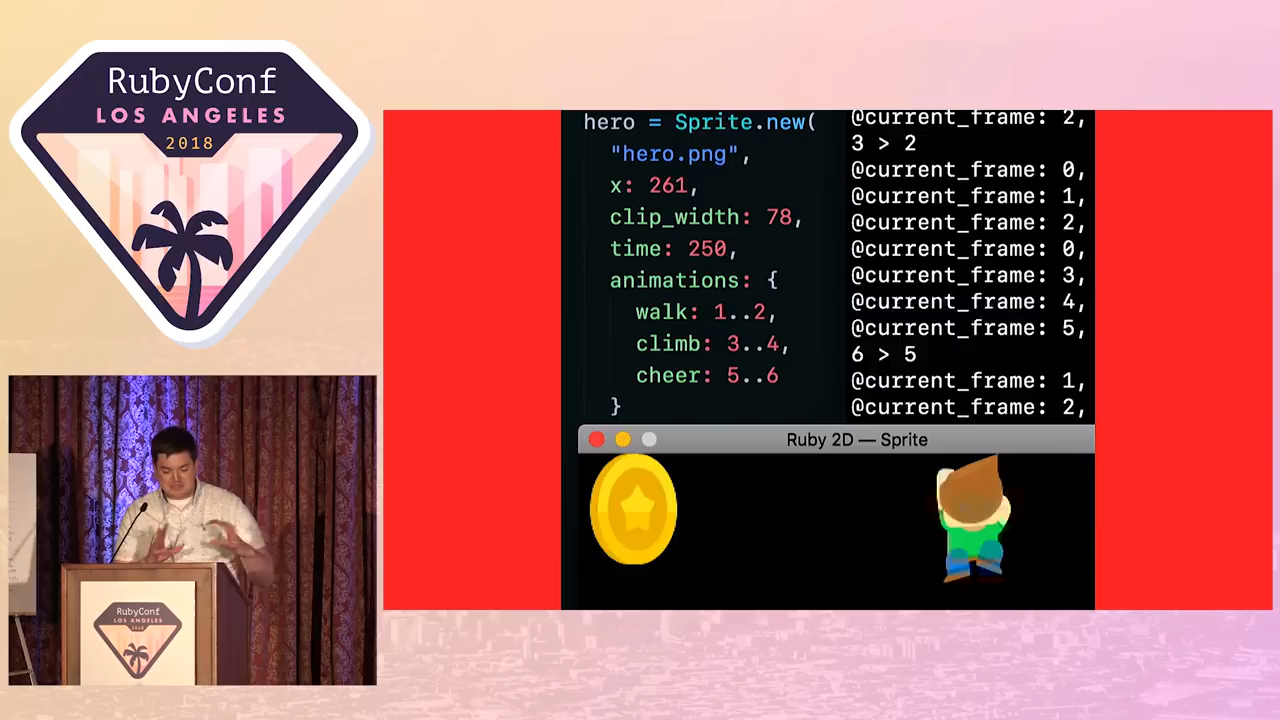 RubyConf
LOS ANGELES
2018
hero = Sprite.new(
"hero.png",
x: 261,
clip_width: 78,
time: 250,
animations: {
walk: 1..2,
climb: 3..4,
cheer: 5..6
}
@current_frame: 2,
3 > 2
@current_frame: 0,
@current_frame: 1,
@current_frame: 2,
@current_frame: 0,
@current_frame: 3,
@current_frame: 4,
@current_frame: 5,
6 > 5
@current_frame: 1,
@current_frame: 2,
Ruby 2D — Sprite
RubyConf
LOS ANGELES
2018